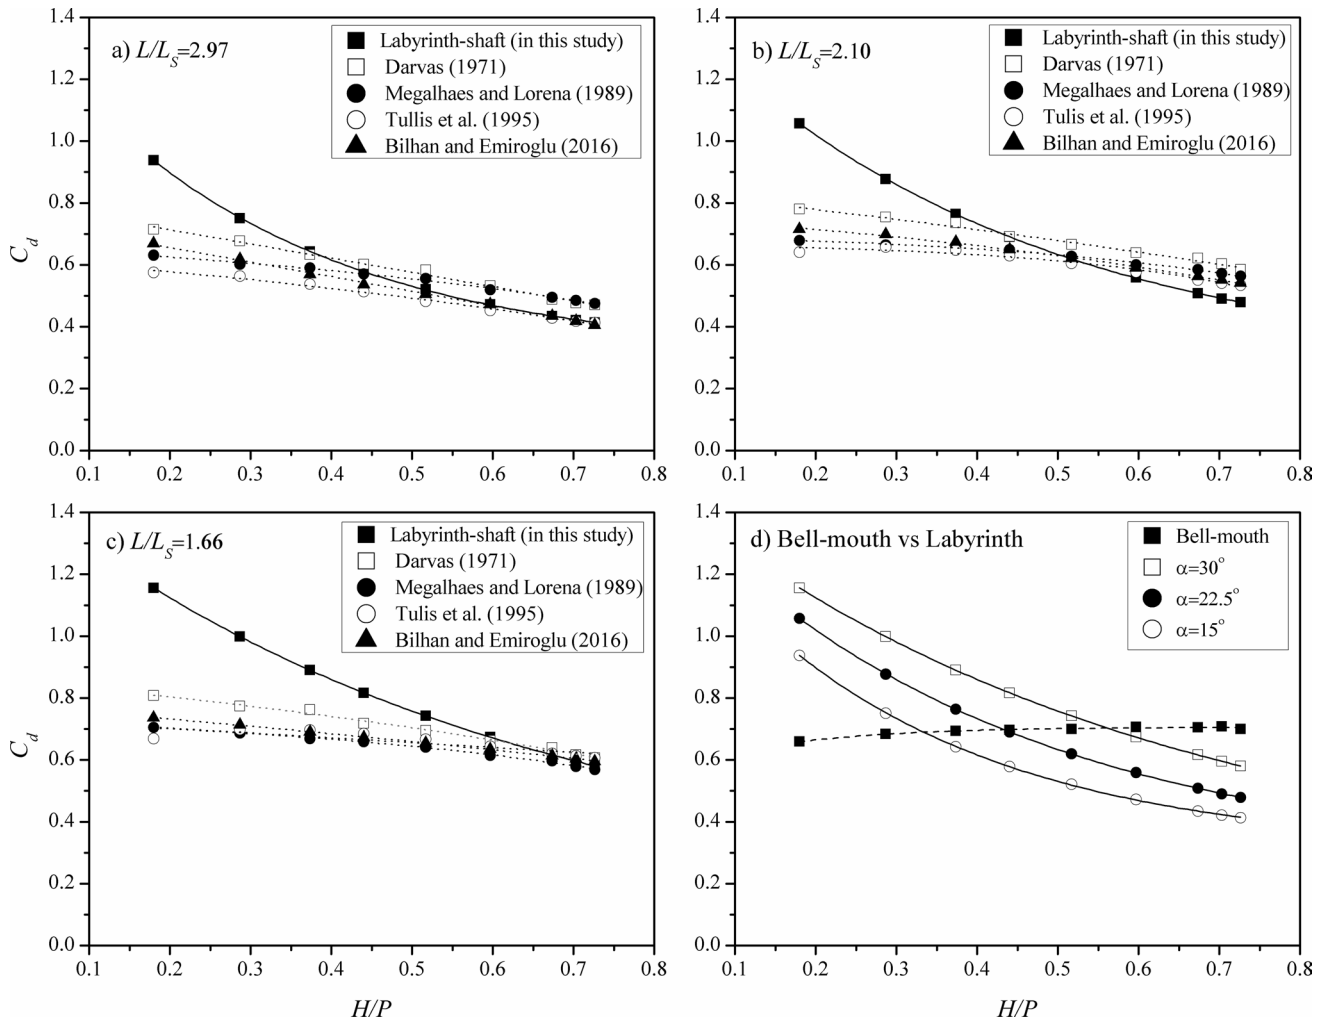 a) L/L_S=2.97
Labyrinth-shaft (in this study)
Darvas (1971)
Megalhaes and Lorena (1989)
Tullis et al. (1995)
Bilhan and Emiroglu (2016)
C_d
1.4
1.2
1.0
0.8
0.6
0.4
0.2
0.0
0.1 0.2 0.3 0.4 0.5 0.6 0.7 0.8
b) L/L_S=2.10
Labyrinth-shaft (in this study)
Darvas (1971)
Megalhaes and Lorena (1989)
Tulis et al. (1995)
Bilhan and Emiroglu (2016)
1.4
1.2
1.0
0.8
0.6
0.4
0.2
0.0
0.1 0.2 0.3 0.4 0.5 0.6 0.7 0.8
c) L/L_S=1.66
Labyrinth-shaft (in this study)
Darvas (1971)
Megalhaes and Lorena (1989)
Tulis et al. (1995)
Bilhan and Emiroglu (2016)
C_d
1.4
1.2
1.0
0.8
0.6
0.4
0.2
0.0
0.1 0.2 0.3 0.4 0.5 0.6 0.7 0.8
H/P
d) Bell-mouth vs Labyrinth
Bell-mouth
α=30°
α=22.5°
α=15°
1.4
1.2
1.0
0.8
0.6
0.4
0.2
0.0
0.1 0.2 0.3 0.4 0.5 0.6 0.7 0.8
H/P